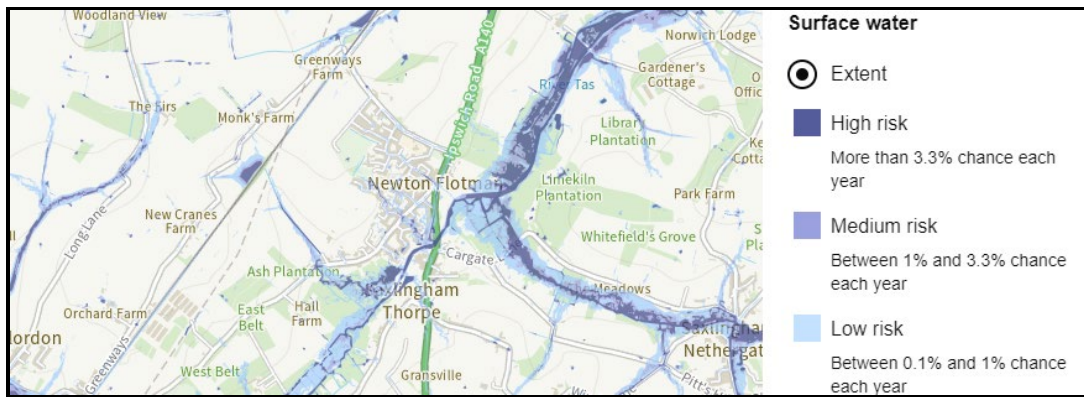 Woodland View
Greenways
Farm
The Firs
Monk's Farm
Ipswich Road A140
River Tas
Norwich Lodge
Gardener's
Cottage
Library
Plantation
Newton Flotman
Limekiln
Plantation
Park Farm
New Cranes
Farm
Long Lane
Whitefield's Grove
Cargate L
Ash Plantation
Meadows
Thorpe
Hall
Farm
East
Belt
Orchard Farm
Greenways
West Belt
Gransville
Nethergat
Pitt's H
Surface water
Extent
High risk
More than 3.3% chance each
year
Medium risk
Between 1% and 3.3% chance
each year
Low risk
Between 0.1% and 1% chance
each year